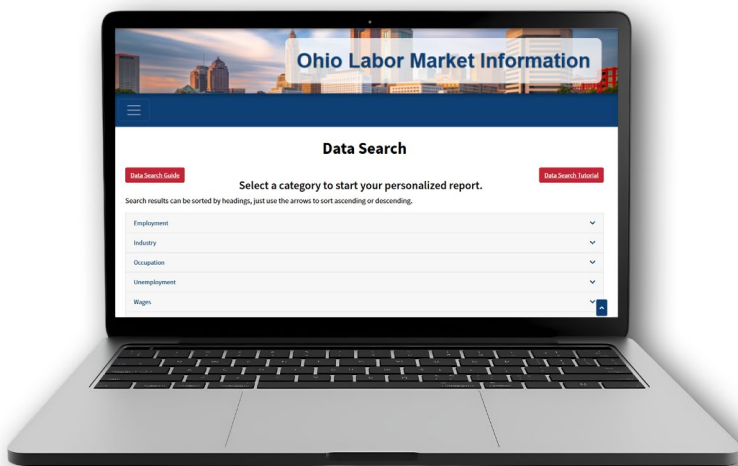 Ohio Labor Market Information
Data Search
Data Search Guide
Data Search Tutorial
Select a category to start your personalized report.
Search results can be sorted by headings, just use the arrows to sort ascending or descending.
Employment
Industry
Occupation
Unemployment
Wages